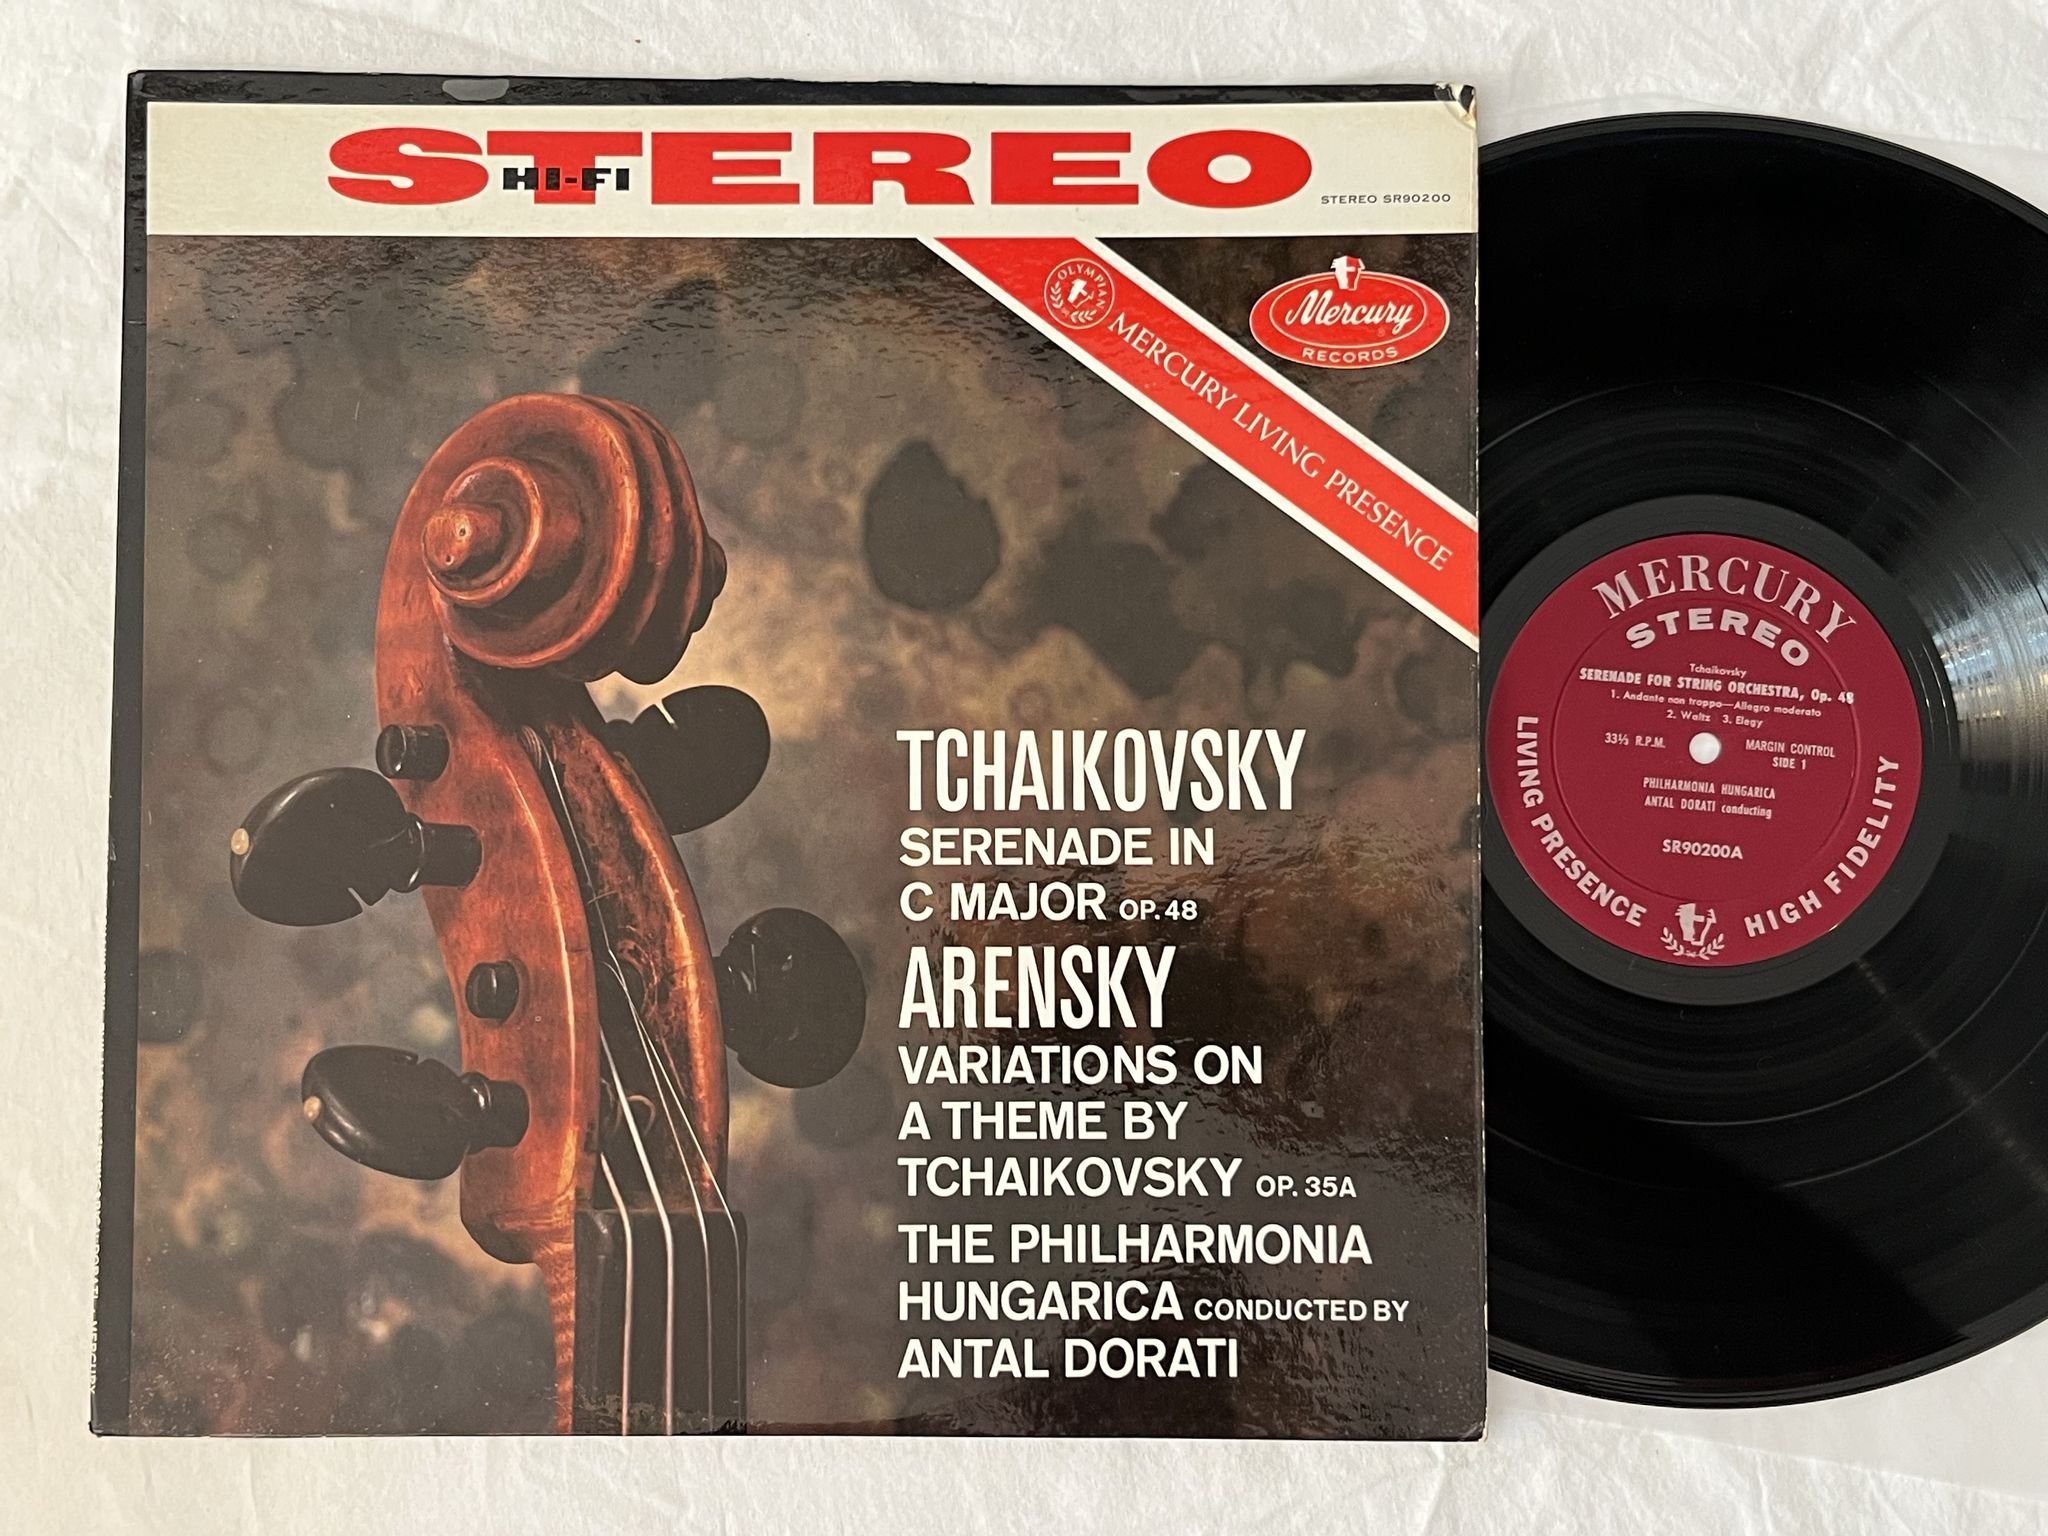 STEREO
HI-FI
STEREO SR90200
OLYMPIAN
MERCURY LIVING PRESENCE
Mercury
RECORDS
TCHAIKOVSKY
SERENADE IN
C MAJOR OP. 48
ARENSKY
VARIATIONS ON
A THEME BY
TCHAIKOVSKY OP. 35A
THE PHILHARMONIA
HUNGARICA CONDUCTED BY
ANTAL DORATI
MERCURY
STEREO
Tchaikovsky
SERENADE FOR STRING ORCHESTRA, Op. 48
1. Andante non troppo—Allegro moderato
2. Waltz 3. Elegy
33⅓ R.P.M.
MARGIN CONTROL
SIDE 1
PHILHARMONIA HUNGARICA
ANTAL DORATI conducting
SR90200A
LIVING PRESENCE
HIGH FIDELITY
MERCURY